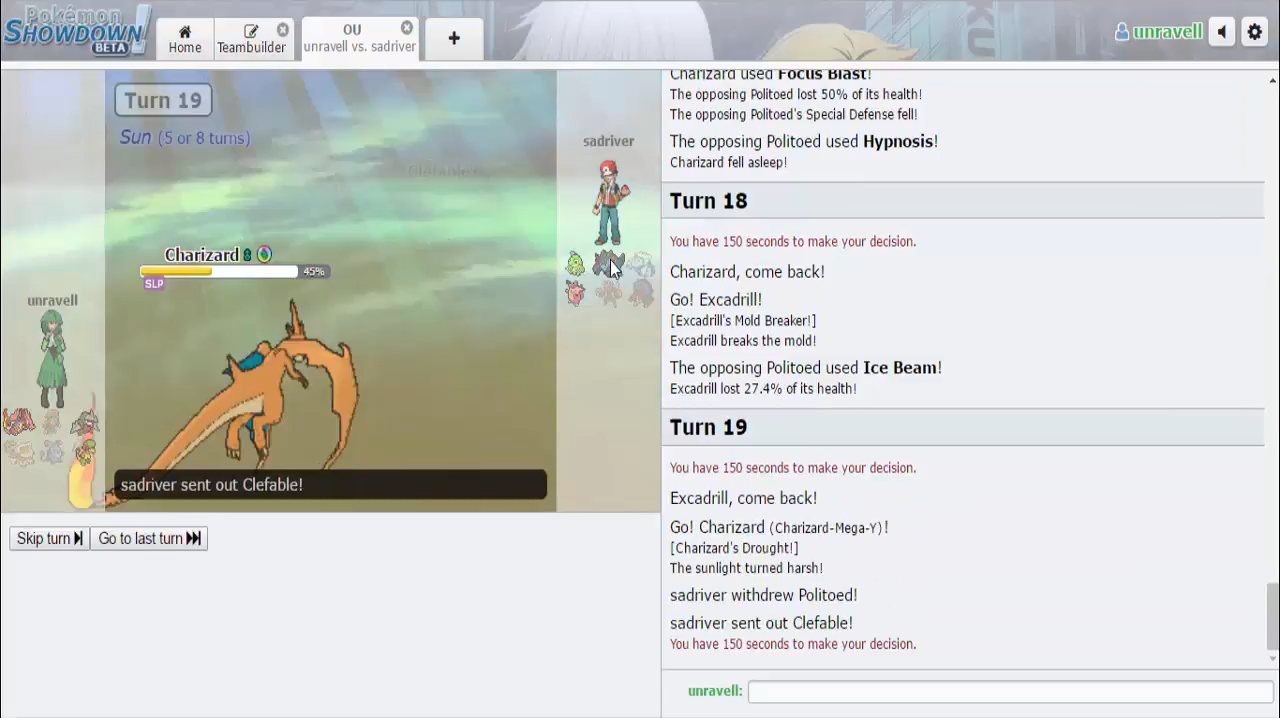 Pokémon
SHOWDOWN!
BETA
Home
Teambuilder
OU
unravell vs. sadriver
+
unravell
Turn 19
Sun (5 or 8 turns)
Clefable
sadriver
Charizard
45%
SLP
unravell
sadriver sent out Clefable!
Skip turn
Go to last turn
Charizard used Focus Blast!
The opposing Politoed lost 50% of its health!
The opposing Politoed's Special Defense fell!
The opposing Politoed used Hypnosis!
Charizard fell asleep!
Turn 18
You have 150 seconds to make your decision.
Charizard, come back!
Go! Excadrill!
[Excadrill's Mold Breaker!]
Excadrill breaks the mold!
The opposing Politoed used Ice Beam!
Excadrill lost 27.4% of its health!
Turn 19
You have 150 seconds to make your decision.
Excadrill, come back!
Go! Charizard (Charizard-Mega-Y)!
[Charizard's Drought!]
The sunlight turned harsh!
sadriver withdrew Politoed!
sadriver sent out Clefable!
You have 150 seconds to make your decision.
unravell: